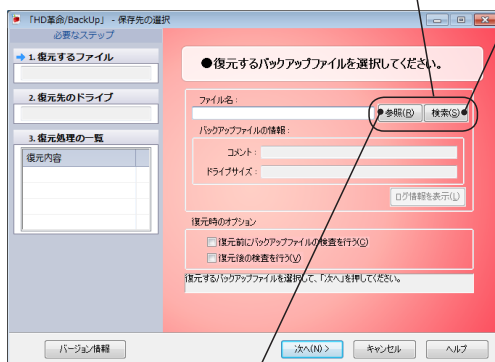 「HD革命/BackUp」 - 保存先の選択
必要なステップ
1. 復元するファイル
2. 復元先のドライブ
3. 復元処理の一覧
復元内容
●復元するバックアップファイルを選択してください。
ファイル名：
参照(R)
検索(S)
バックアップファイルの情報：
コメント：
ドライブサイズ：
ログ情報を表示(L)
復元時のオプション
復元前にバックアップファイルの検査を行う(C)
復元後の検査を行う(V)
復元するバックアップファイルを選択して、「次へ」を押してください。
バージョン情報
次へ(N) >
キャンセル
ヘルプ